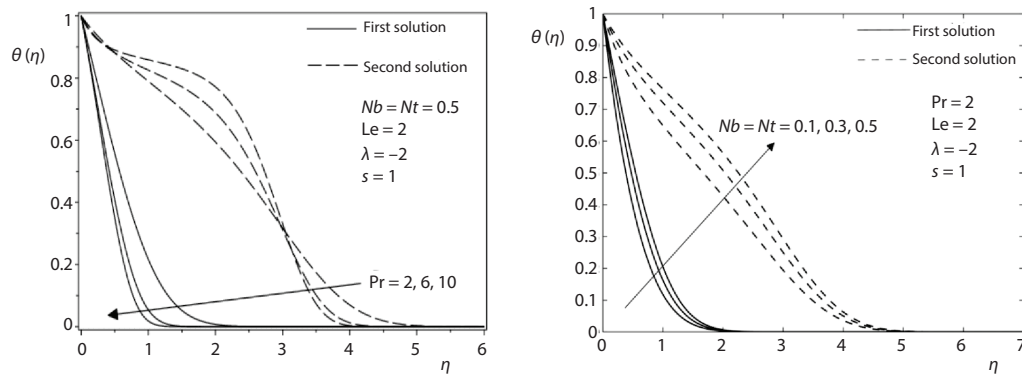 1
First solution
θ (η)
0.8
Second solution
Nb = Nt = 0.5
0.6
Le = 2
λ = –2
s = 1
0.4
0.2
Pr = 2, 6, 10
0
0 1 2 3 4 5 6
η
1
First solution
θ (η)
0.9
Second solution
0.8
0.7
Pr = 2
Nb = Nt = 0.1, 0.3, 0.5
Le = 2
0.6
λ = –2
0.5
s = 1
0.4
0.3
0.2
0.1
0
0 1 2 3 4 5 6 7
η